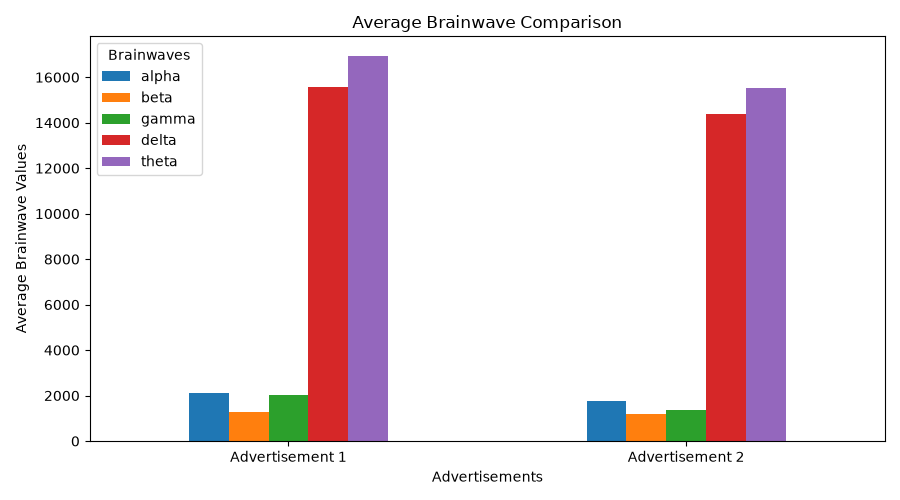 Average Brainwave Comparison
Brainwaves
alpha
beta
gamma
delta
theta
Average Brainwave Values
16000
14000
12000
10000
8000
6000
4000
2000
0
Advertisement 1
Advertisement 2
Advertisements